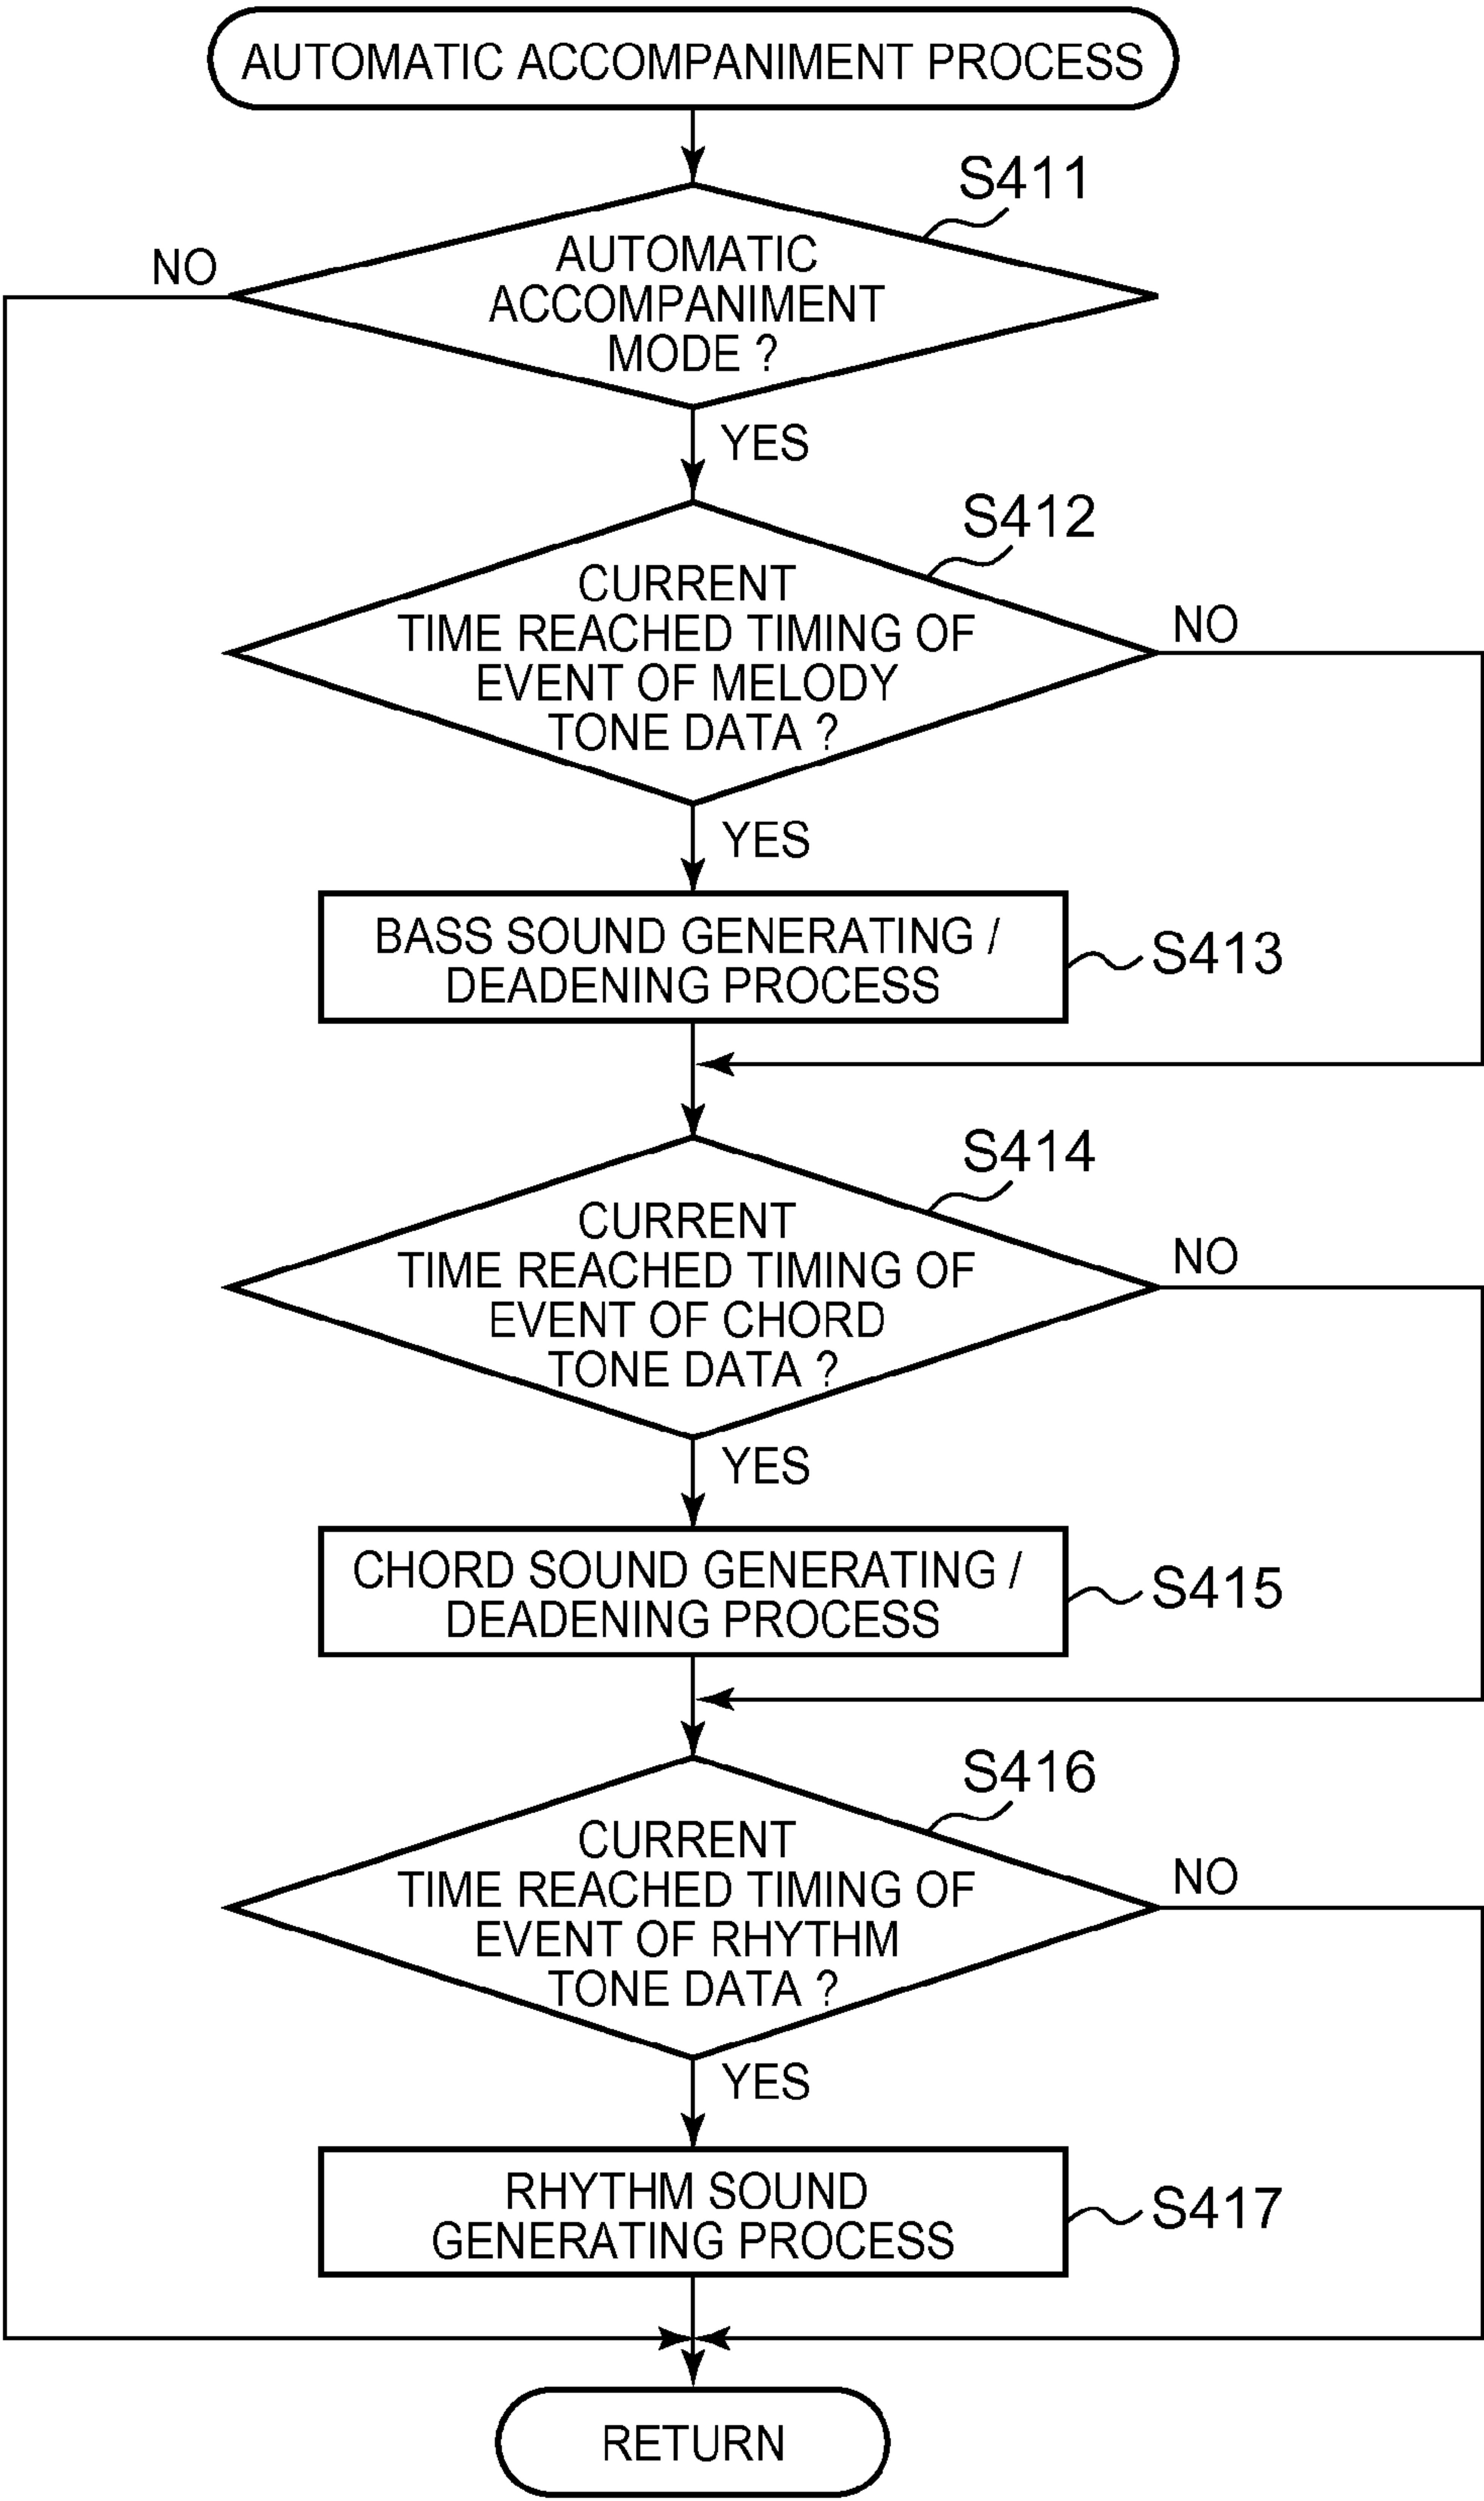 AUTOMATIC ACCOMPANIMENT PROCESS
S411
NO
AUTOMATIC
ACCOMPANIMENT
MODE ?
YES
S412
CURRENT
TIME REACHED TIMING OF
EVENT OF MELODY
TONE DATA ?
NO
YES
BASS SOUND GENERATING /
DEADENING PROCESS
S413
S414
CURRENT
TIME REACHED TIMING OF
EVENT OF CHORD
TONE DATA ?
NO
YES
CHORD SOUND GENERATING /
DEADENING PROCESS
S415
S416
CURRENT
TIME REACHED TIMING OF
EVENT OF RHYTHM
TONE DATA ?
NO
YES
RHYTHM SOUND
GENERATING PROCESS
S417
RETURN